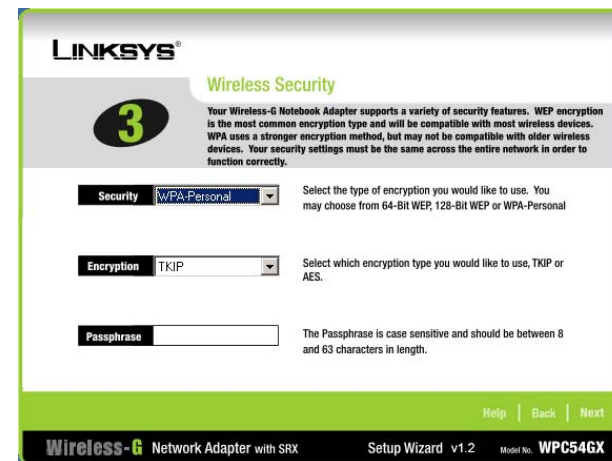 LINKSYS®
Wireless Security
3
Your Wireless-G Notebook Adapter supports a variety of security features. WEP encryption
is the most common encryption type and will be compatible with most wireless devices.
WPA uses a stronger encryption method, but may not be compatible with older wireless
devices. Your security settings must be the same across the entire network in order to
function correctly.
Security WPA-Personal
Select the type of encryption you would like to use. You
may choose from 64-Bit WEP, 128-Bit WEP or WPA-Personal
Encryption TKIP
Select which encryption type you would like to use, TKIP or
AES.
Passphrase
The Passphrase is case sensitive and should be between 8
and 63 characters in length.
Help | Back | Next
Wireless-G Network Adapter with SRX Setup Wizard v1.2 Model No. WPC54GX